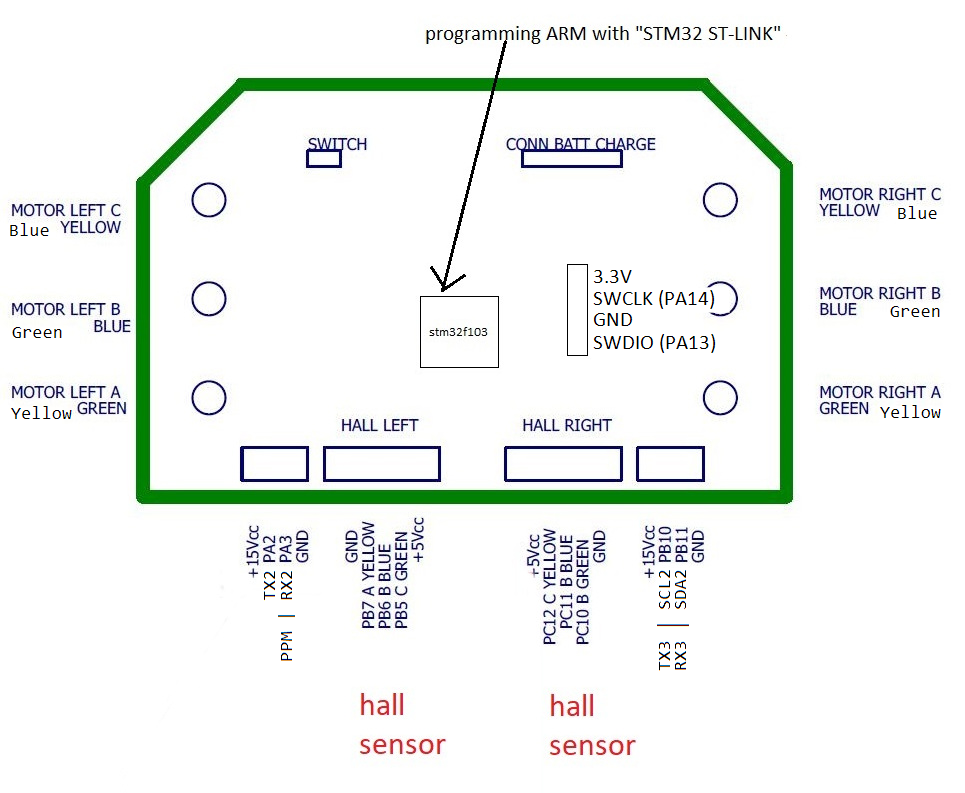 programming ARM with "STM32 ST-LINK"
SWITCH
CONN BATT CHARGE
MOTOR LEFT C
Blue YELLOW
MOTOR RIGHT C
YELLOW Blue
3.3V
SWCLK (PA14)
GND
SWDIO (PA13)
MOTOR LEFT B
BLUE
Green
MOTOR RIGHT B
BLUE Green
stm32f103
MOTOR LEFT A
Yellow GREEN
MOTOR RIGHT A
GREEN Yellow
HALL LEFT
HALL RIGHT
+15Vcc
TX2 PA2
PPM | RX2 PA3
GND
GND
PB7 A YELLOW
PB6 B BLUE
PB5 C GREEN
+5Vcc
+5Vcc
PC12 C YELLOW
PC11 B BLUE
PC10 B GREEN
GND
+15Vcc
TX3 | SCL2 PB10
RX3 | SDA2 PB11
GND
hall
sensor
hall
sensor